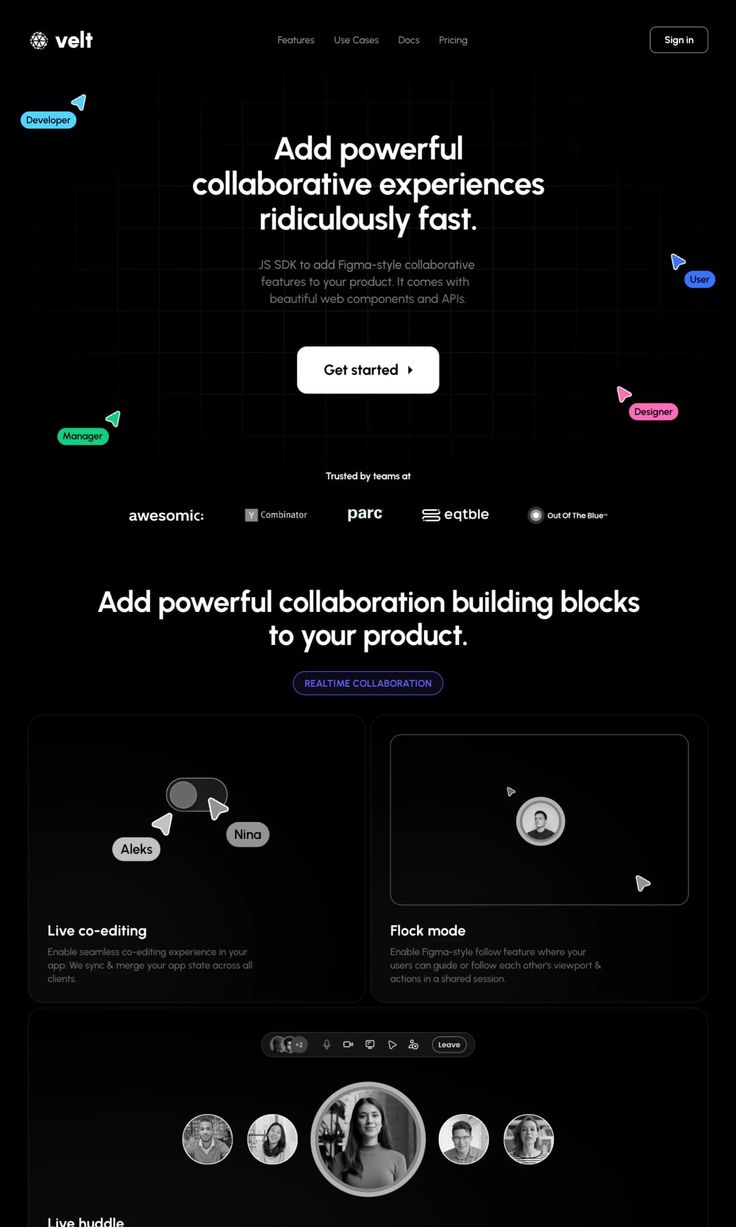 velt
Features Use Cases Docs Pricing
Sign in
Developer
Add powerful
collaborative experiences
ridiculously fast.
JS SDK to add Figma-style collaborative
features to your product. It comes with
beautiful web components and APIs.
User
Get started
Designer
Manager
Trusted by teams at
awesomic:
Y Combinator
parc
eqtble
Out Of The Blue™
Add powerful collaboration building blocks
to your product.
REALTIME COLLABORATION
Nina
Aleks
Live co-editing
Enable seamless co-editing experience in your
app. We sync & merge your app state across all
clients.
Flock mode
Enable Figma-style follow feature where your
users can guide or follow each other's viewport &
actions in a shared session.
+2
Leave
Live huddle